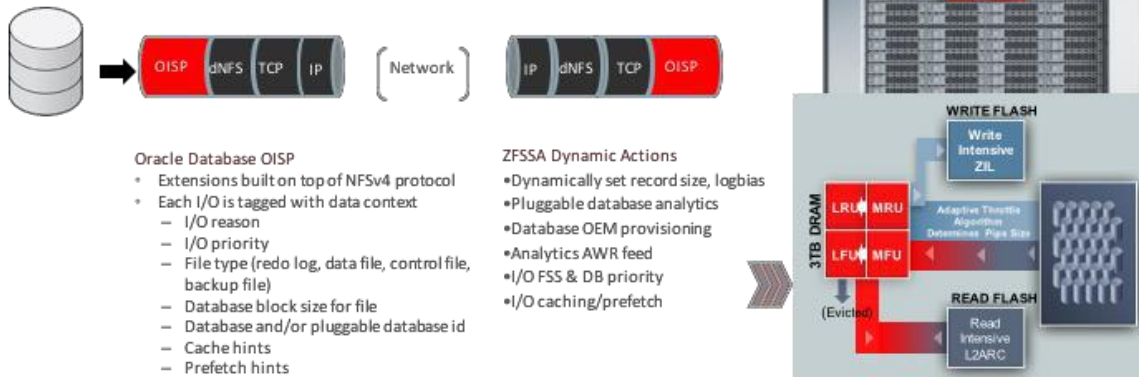 OISP dNFS TCP IP
Network
IP dNFS TCP OISP
Oracle Database OISP
• Extensions built on top of NFSv4 protocol
• Each I/O is tagged with data context
– I/O reason
– I/O priority
– File type (redo log, data file, control file,
backup file)
– Database block size for file
– Database and/or pluggable database id
– Cache hints
– Prefetch hints
ZFSSA Dynamic Actions
•Dynamically set record size, logbias
•Pluggable database analytics
•Database OEM provisioning
•Analytics AWR feed
•I/O FSS & DB priority
•I/O caching/prefetch
WRITE FLASH
Write
Intensive
ZIL
3TB DRAM
LRU MRU
LFU MFU
Adaptive Throttle
Algorithm
Determines Pipe Size
(Evicted)
READ FLASH
Read
Intensive
L2ARC